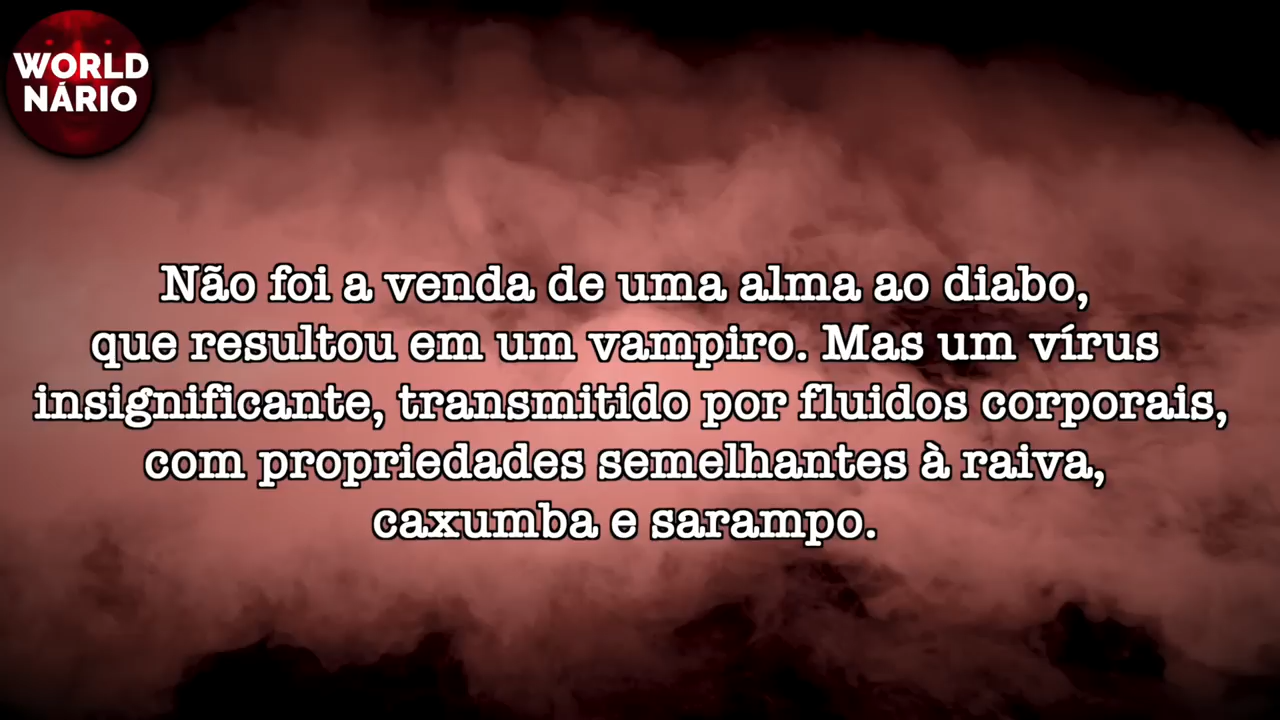 WORLD
NÁRIO
Não foi a venda de uma alma ao diabo,
que resultou em um vampiro. Mas um vírus
insignificante, transmitido por fluidos corporais,
com propriedades semelhantes à raiva,
caxumba e sarampo.